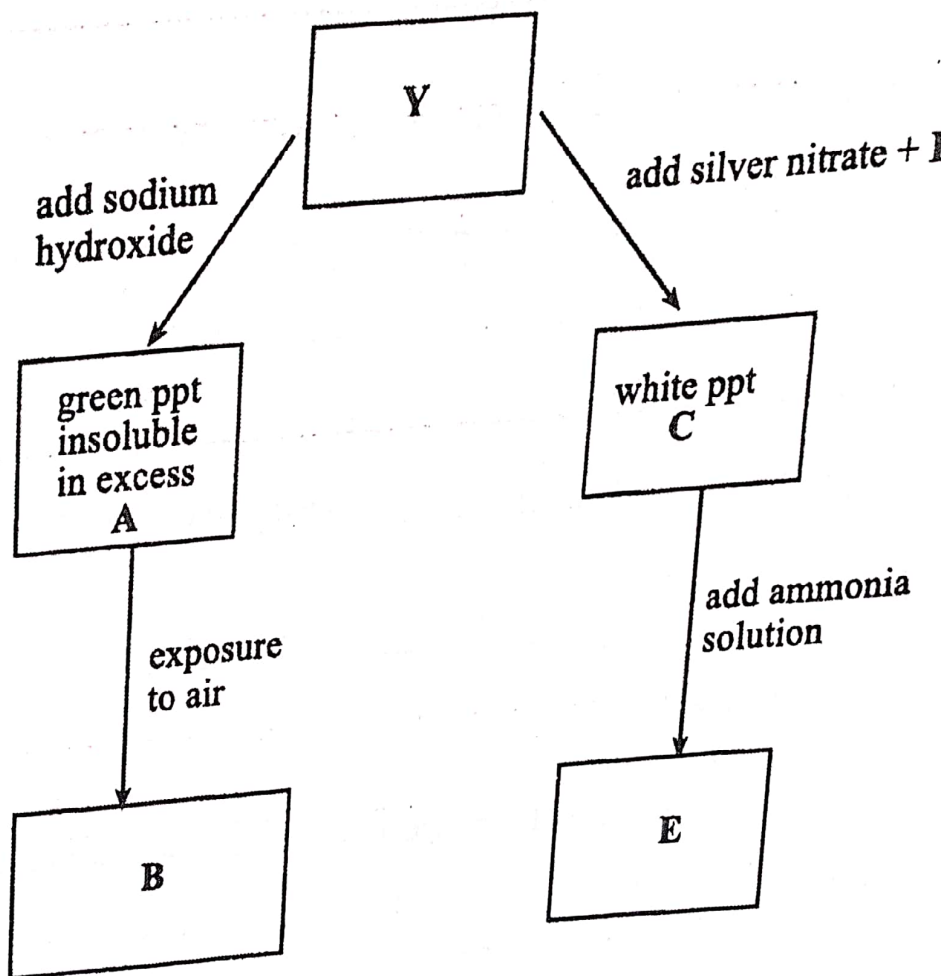 Y
add sodium
hydroxide
add silver nitrate +
green ppt
insoluble
in excess
A
white ppt
C
exposure
to air
add ammonia
solution
B
E